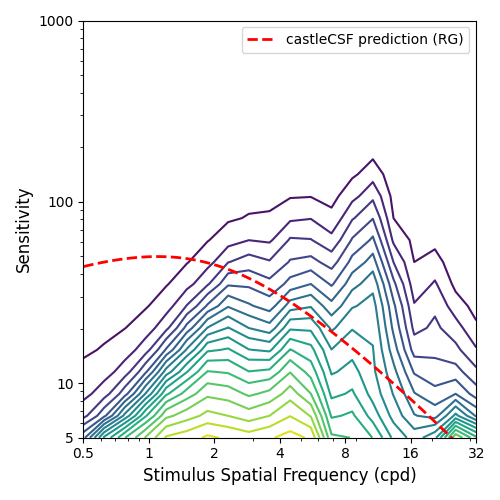 1000
castleCSF prediction (RG)
100
Sensitivity
10
5
0.5 1 2 4 8 16 32
Stimulus Spatial Frequency (cpd)